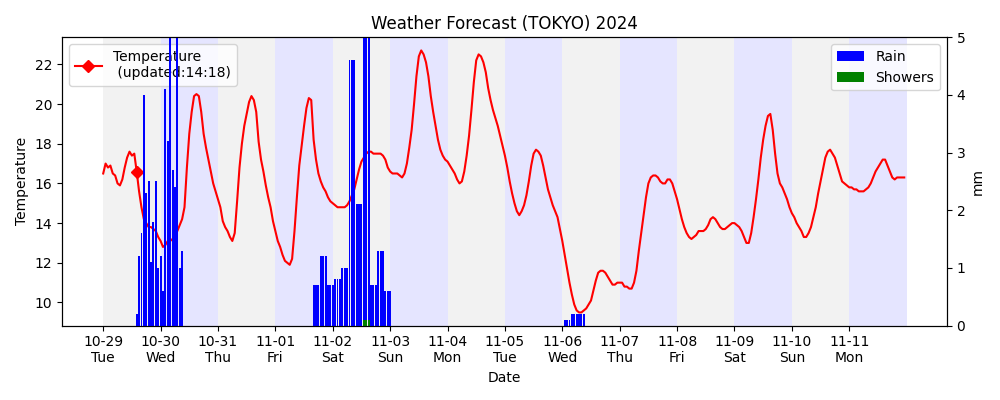 Weather Forecast (TOKYO) 2024
Temperature
(updated:14:18)
Rain
Showers
Temperature
22
20
18
16
14
12
10
5
4
3
2
1
0
mm
10-29 10-30 10-31 11-01 11-02 11-03 11-04 11-05 11-06 11-07 11-08 11-09 11-10 11-11
Tue Wed Thu Fri Sat Sun Mon Tue Wed Thu Fri Sat Sun Mon
Date